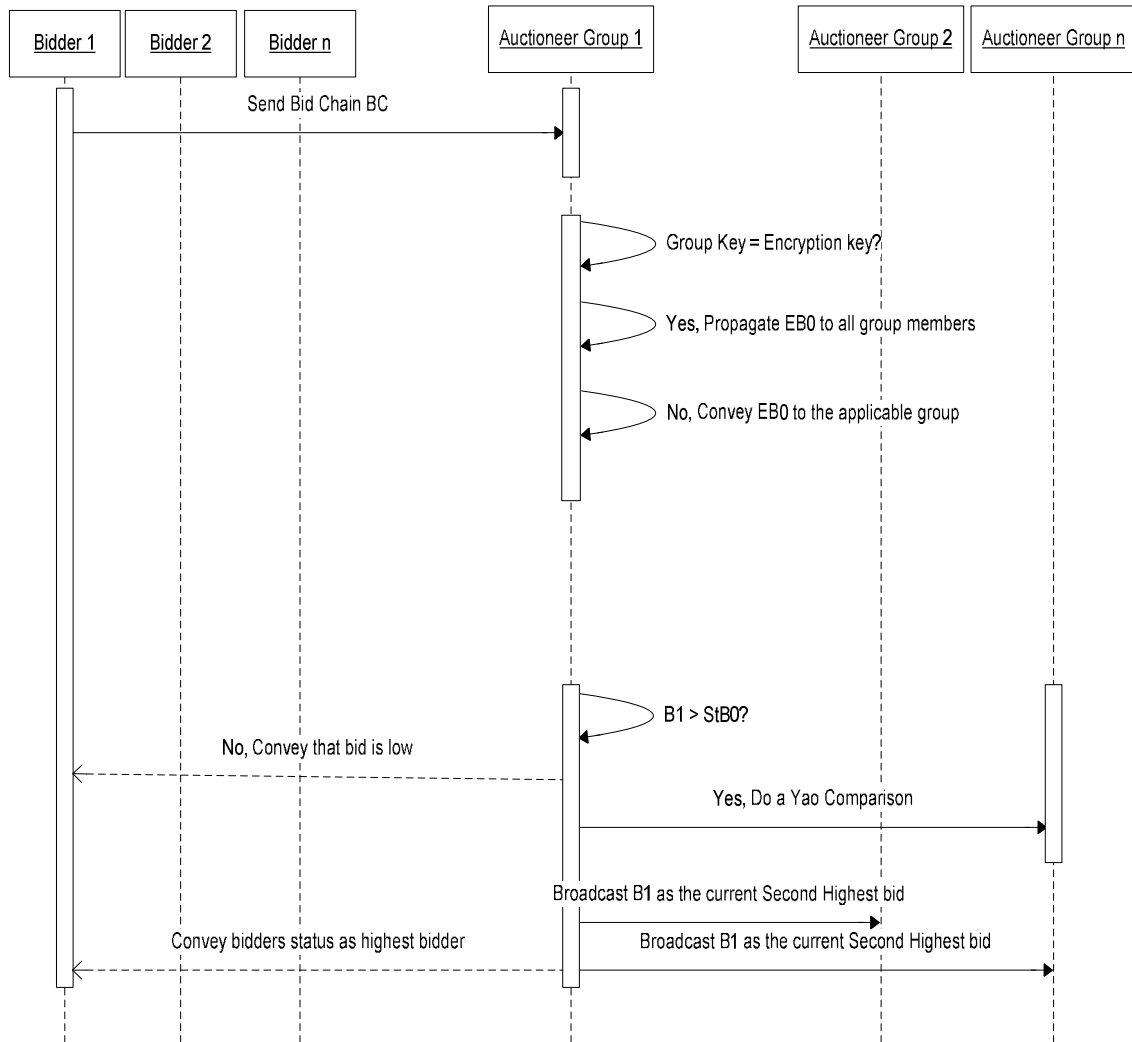 Bidder 1
Bidder 2
Bidder n
Auctioneer Group 1
Auctioneer Group 2
Auctioneer Group n
Send Bid Chain BC
Group Key = Encryption key?
Yes, Propagate EB0 to all group members
No, Convey EB0 to the applicable group
B1 > StB0?
No, Convey that bid is low
Yes, Do a Yao Comparison
Broadcast B1 as the current Second Highest bid
Convey bidders status as highest bidder
Broadcast B1 as the current Second Highest bid